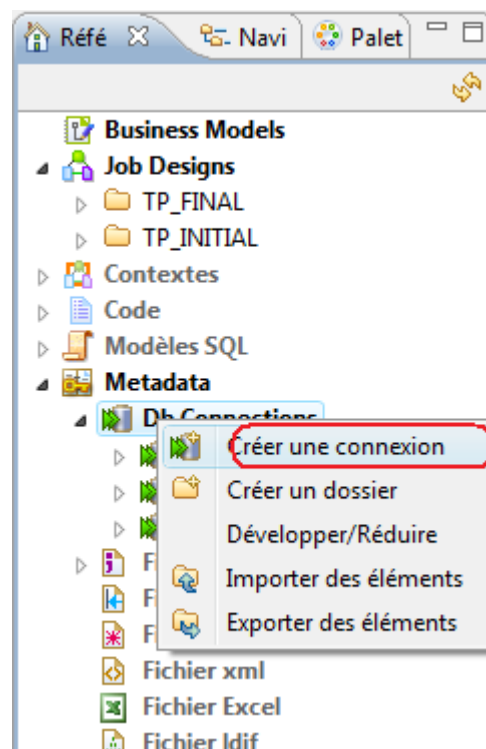 Réfé Navi Palet
Business Models
Job Designs
TP_FINAL
TP_INITIAL
Contextes
Code
Modèles SQL
Metadata
Db Connections
Créer une connexion
Créer un dossier
Développer/Réduire
Importer des éléments
Exporter des éléments
Fichier xml
Fichier Excel
Fichier ldif